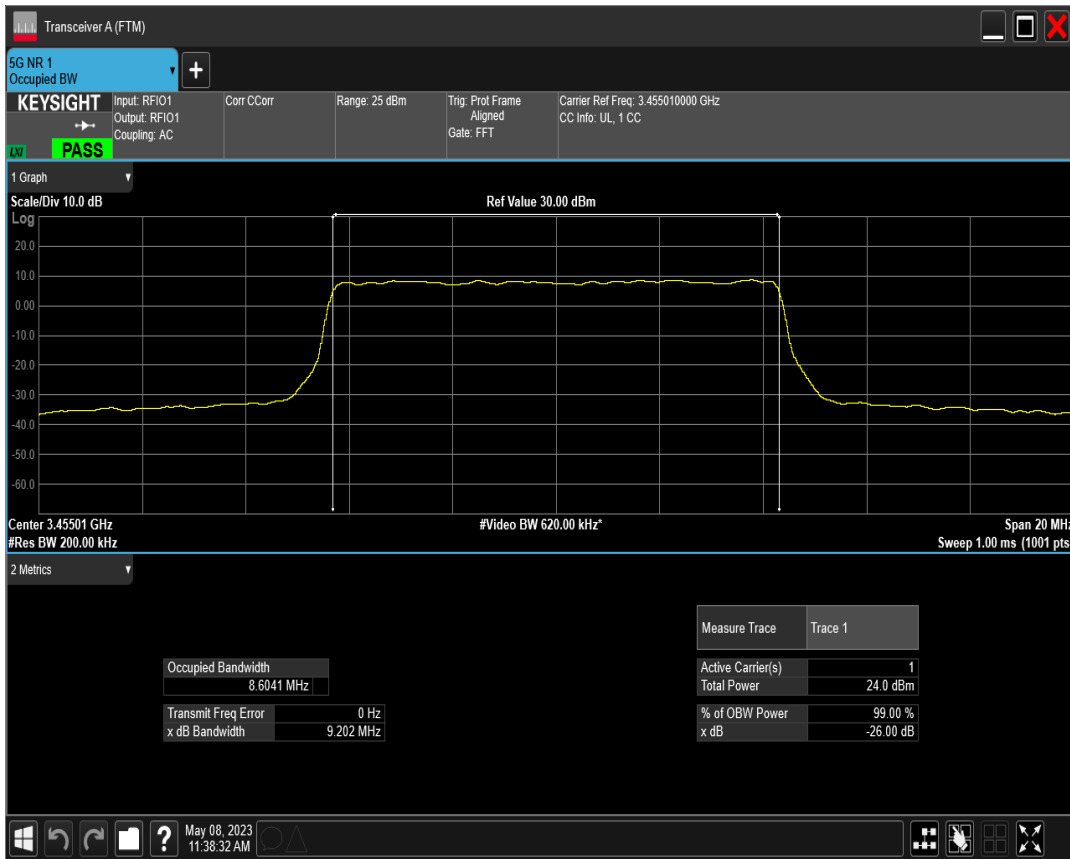 Transceiver A (FTM)
5G NR 1
Occupied BW
+
KEYSIGHT
LXI
PASS
Input: RFIO1
Output: RFIO1
Coupling: AC
Corr CCorr
Range: 25 dBm
Trig: Prot Frame
Aligned
Gate: FFT
Carrier Ref Freq: 3.455010000 GHz
CC Info: UL, 1 CC
1 Graph
Scale/Div 10.0 dB
Ref Value 30.00 dBm
Log
20.0
10.0
0.00
-10.0
-20.0
-30.0
-40.0
-50.0
-60.0
Center 3.45501 GHz
#Video BW 620.00 kHz*
Span 20 MHz
#Res BW 200.00 kHz
Sweep 1.00 ms (1001 pts
2 Metrics
Measure Trace Trace 1
Occupied Bandwidth
8.6041 MHz
Active Carrier(s) 1
Total Power 24.0 dBm
Transmit Freq Error 0 Hz
x dB Bandwidth 9.202 MHz
% of OBW Power 99.00 %
x dB -26.00 dB
?
May 08, 2023
11:38:32 AM